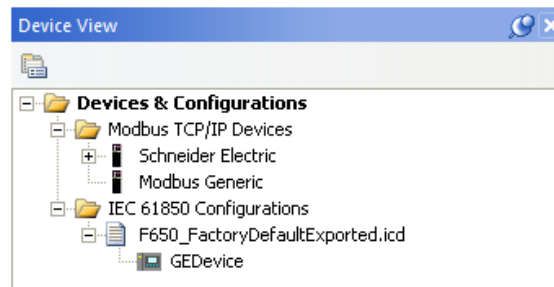 Device View
Devices & Configurations
Modbus TCP/IP Devices
Schneider Electric
Modbus Generic
IEC 61850 Configurations
F650_FactoryDefaultExported.icd
GEDevice